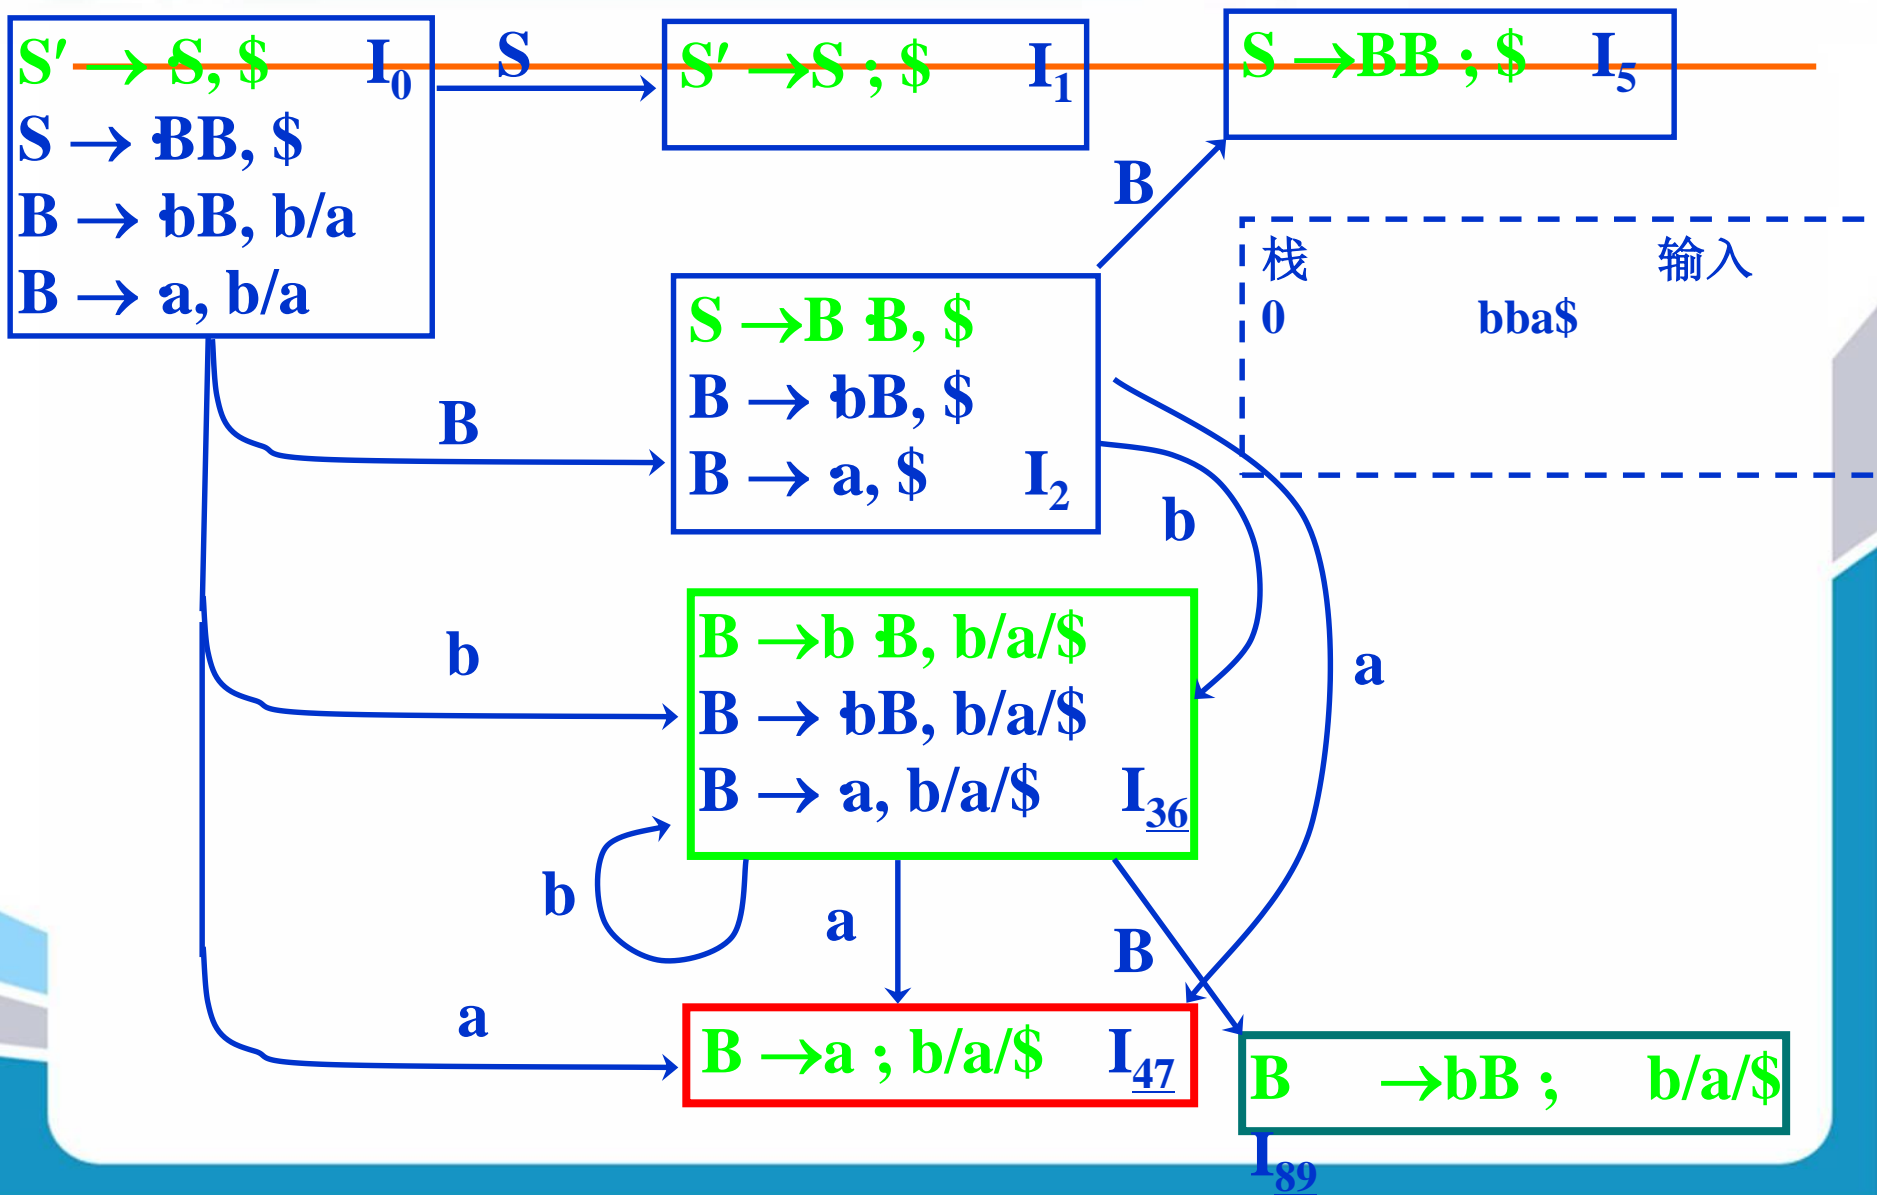 S′ → ·S, $ I0
S → ·BB, $
B → ·bB, b/a
B → ·a, b/a
S
S′ →S ·, $ I1
S →BB ·, $ I5
B
栈 输入
0 bba$
S →B ·B, $
B → ·bB, $
B → ·a, $ I2
B
b
a
B →b ·B, b/a/$
B → ·bB, b/a/$
B → ·a, b/a/$ I36
b
b
a
B
B →a ·, b/a/$ I47
a
B →bB ·, b/a/$
I89